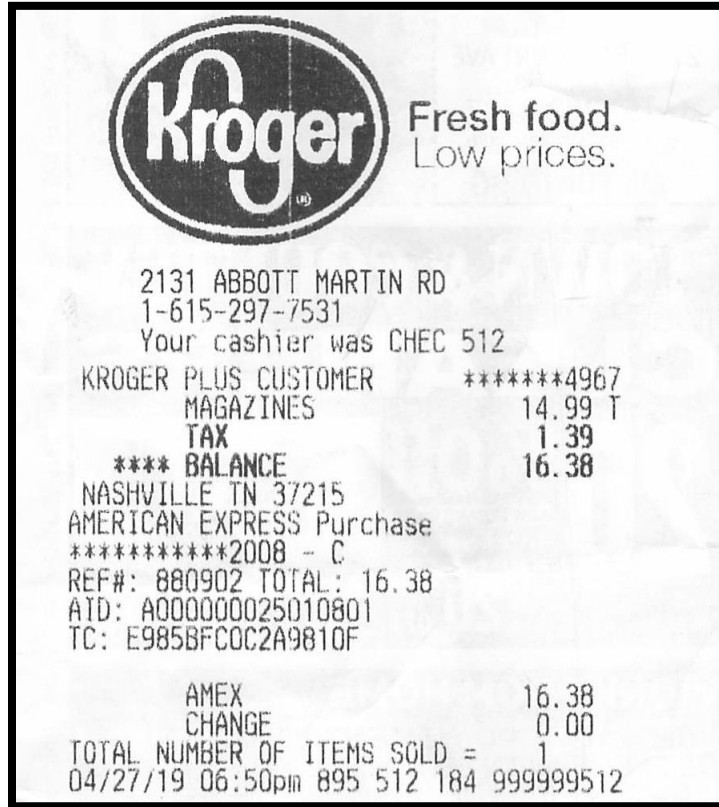 Kroger
Fresh food.
Low prices.
2131 ABBOTT MARTIN RD
1-615-297-7531
Your cashier was CHEC 512
KROGER PLUS CUSTOMER *******4967
MAGAZINES 14.99 T
TAX 1.39
**** BALANCE 16.38
NASHVILLE TN 37215
AMERICAN EXPRESS Purchase
***********2008 - C
REF#: 880902 TOTAL: 16.38
AID: A000000025010801
TC: E985BFC0C2A9810F
AMEX 16.38
CHANGE 0.00
TOTAL NUMBER OF ITEMS SOLD = 1
04/27/19 06:50pm 895 512 184 999999512